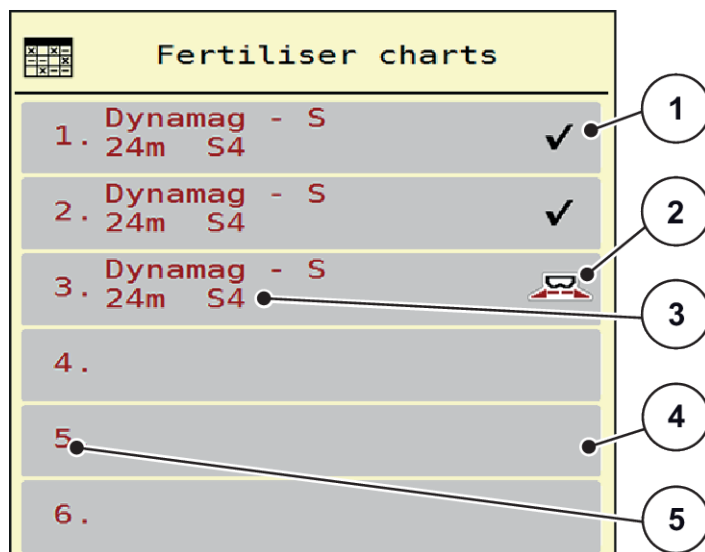 Fertiliser charts
1. Dynamag - S
24m S4
1
2. Dynamag - S
24m S4
2
3. Dynamag - S
24m S4
3
4.
5
4
6.
5